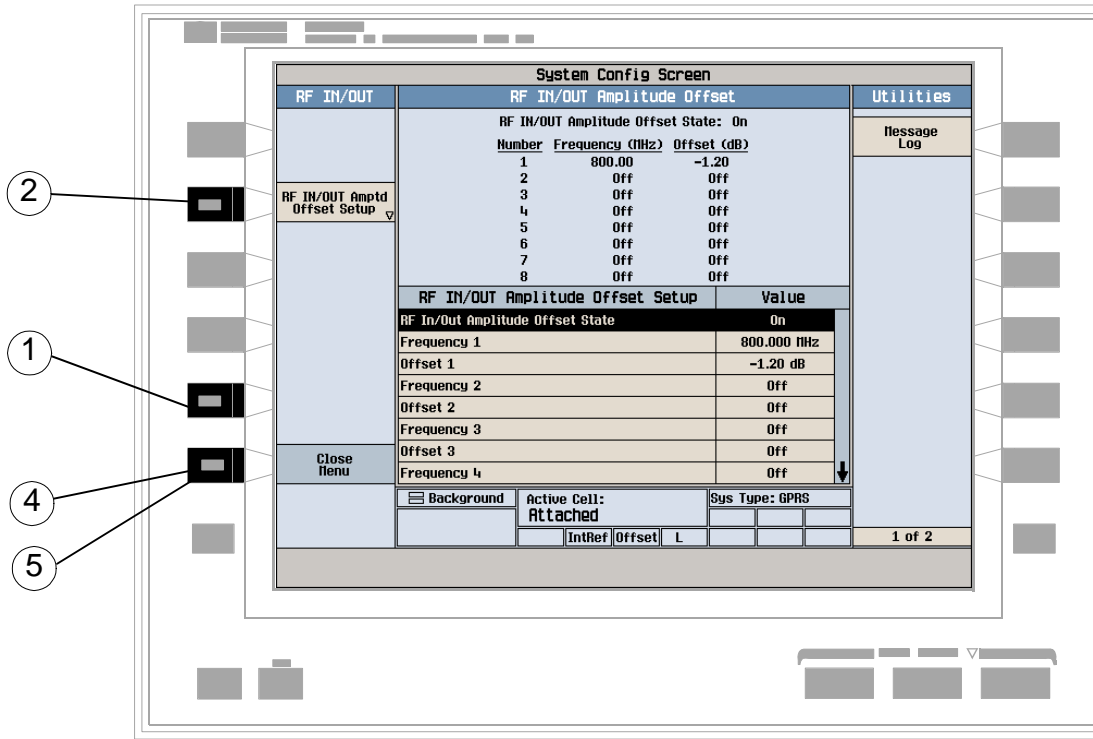 System Config Screen
RF IN/OUT
RF IN/OUT Amplitude Offset
Utilities
RF IN/OUT Amplitude Offset State: On
Number Frequency (MHz) Offset (dB)
1 800.00 -1.20
2 Off Off
3 Off Off
4 Off Off
5 Off Off
6 Off Off
7 Off Off
8 Off Off
Message
Log
2
RF IN/OUT Amptd
Offset Setup
RF IN/OUT Amplitude Offset Setup Value
RF In/Out Amplitude Offset State On
Frequency 1 800.000 MHz
Offset 1 -1.20 dB
Frequency 2 Off
Offset 2 Off
Frequency 3 Off
Offset 3 Off
Frequency 4 Off
1
Close
Menu
4
5
Background
Active Cell:
Attached
Sys Type: GPRS
IntRef Offset L
1 of 2